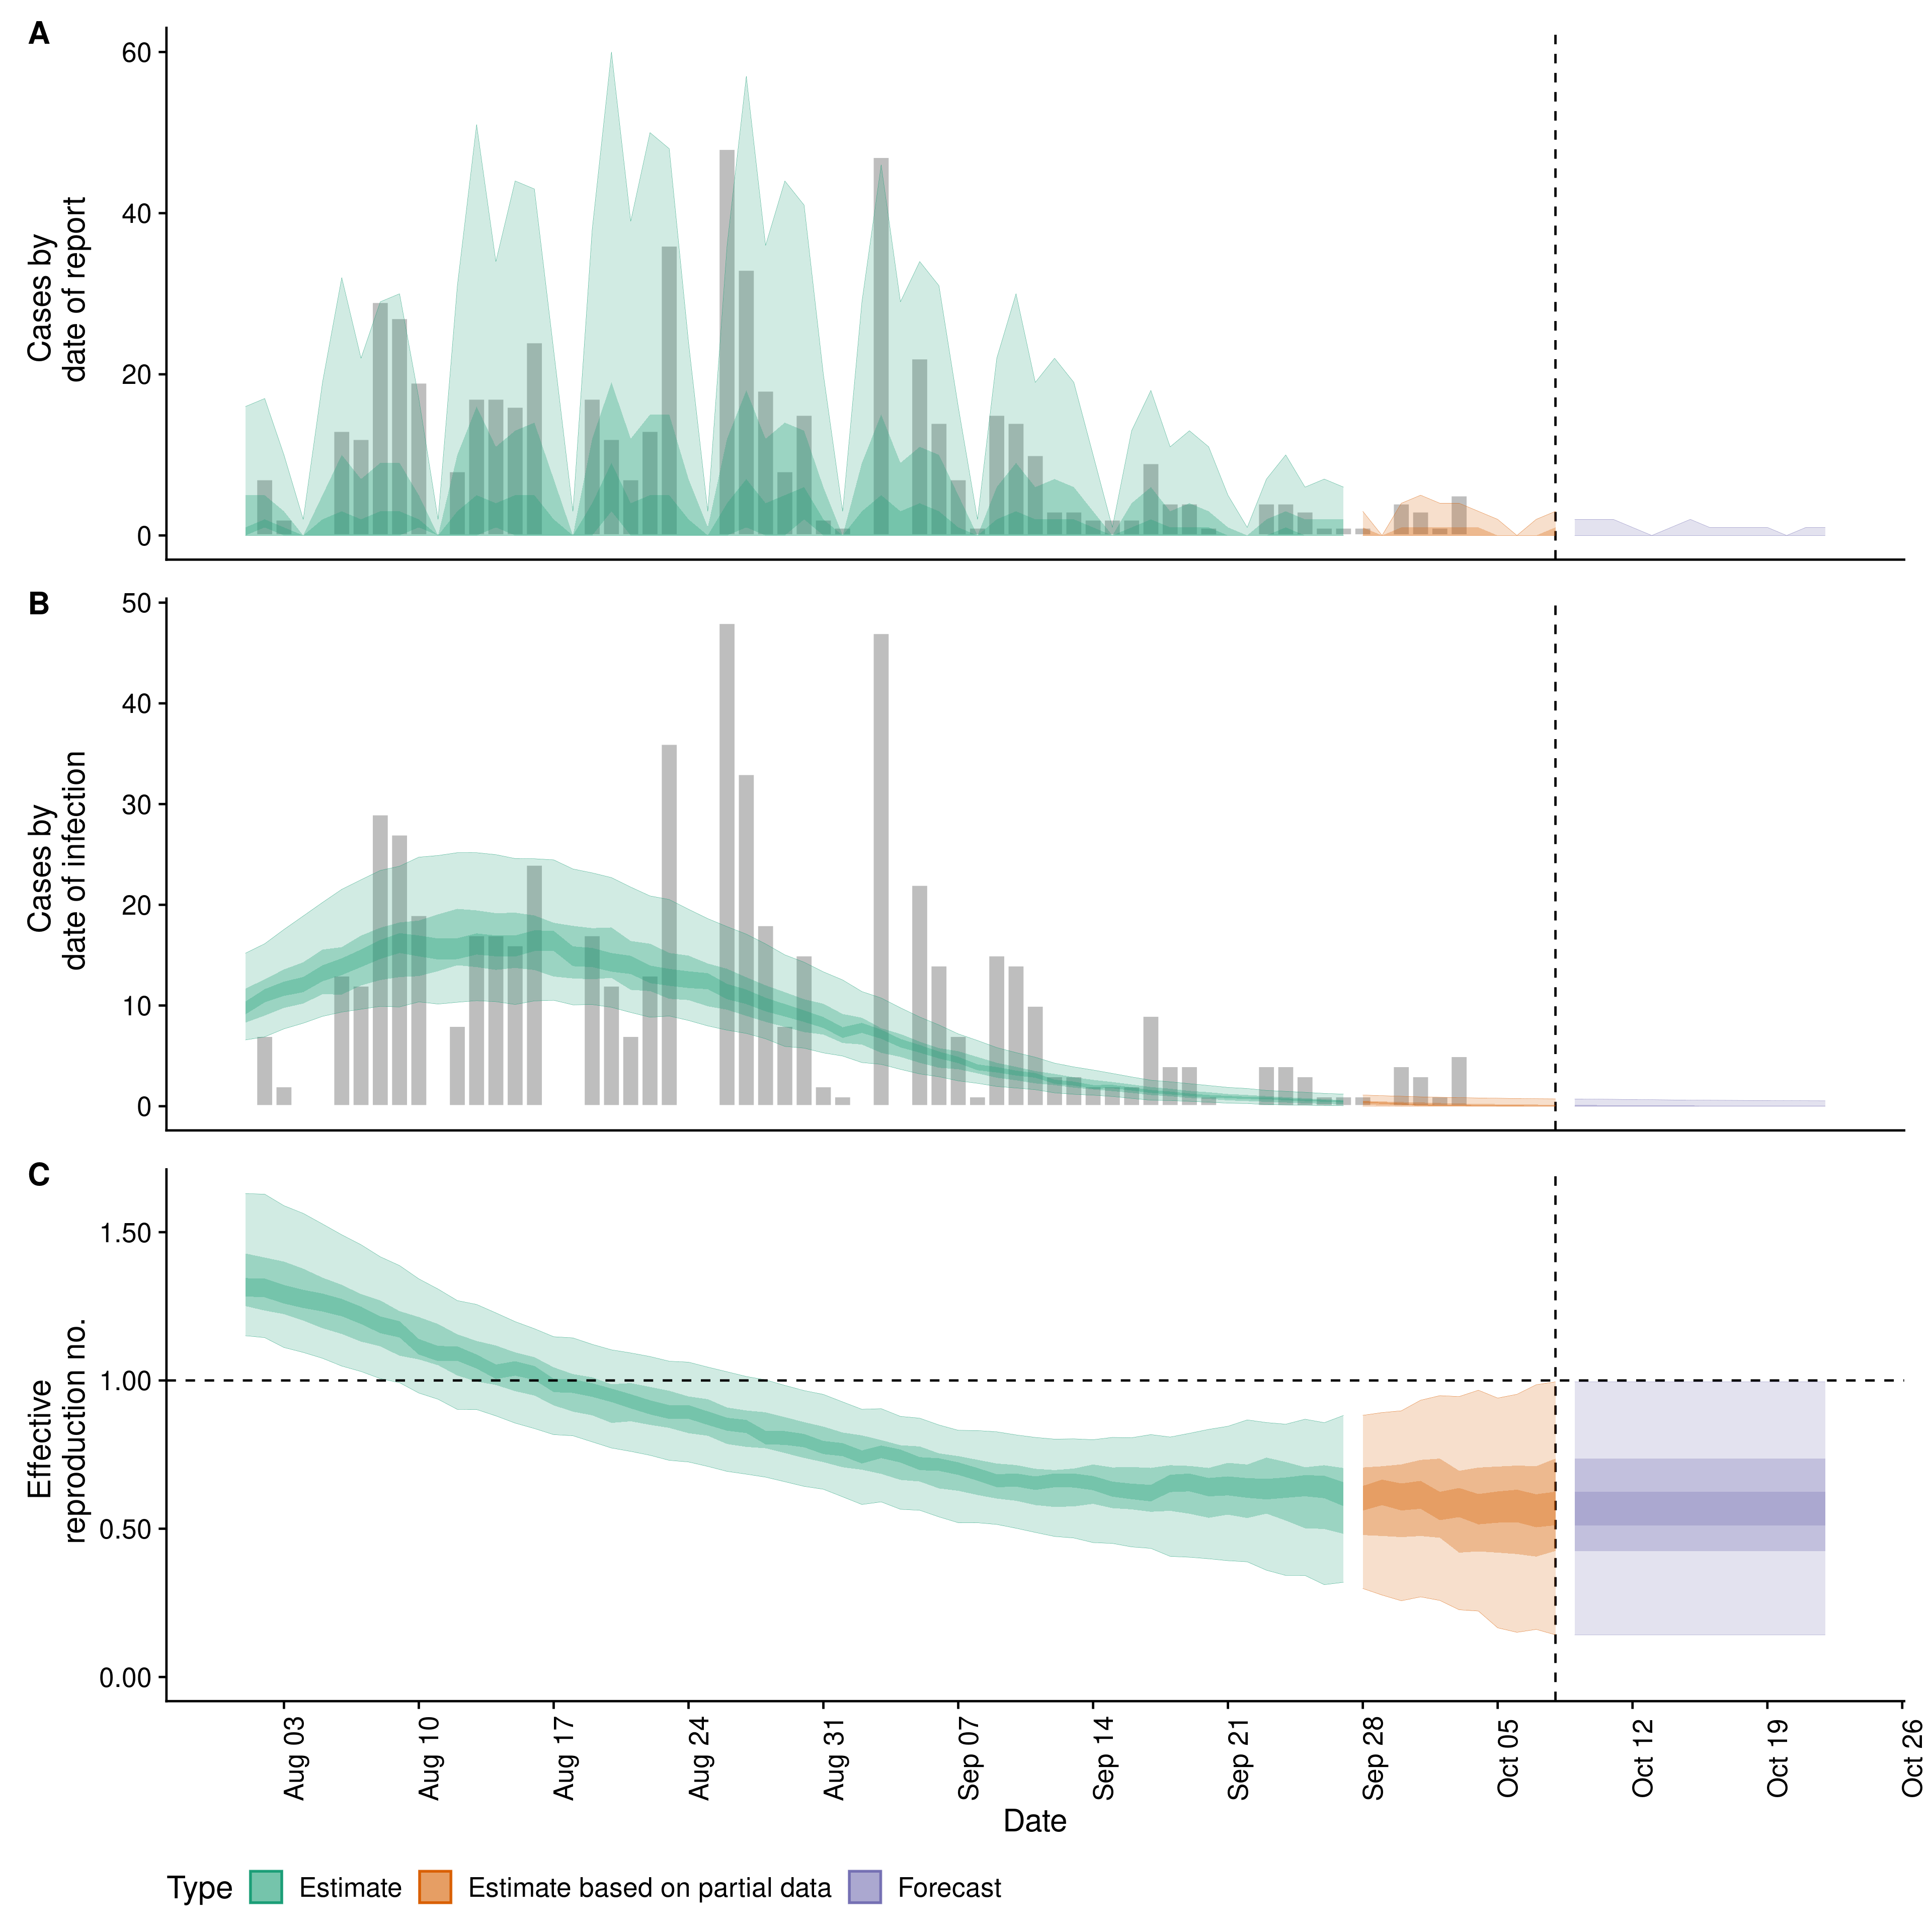 A
Cases by
date of report
60
40
20
0
B
Cases by
date of infection
50
40
30
20
10
0
C
Effective
reproduction no.
1.50
1.00
0.50
0.00
Aug 03
Aug 10
Aug 17
Aug 24
Aug 31
Sep 07
Sep 14
Sep 21
Sep 28
Oct 05
Oct 12
Oct 19
Oct 26
Date
Type Estimate Estimate based on partial data Forecast